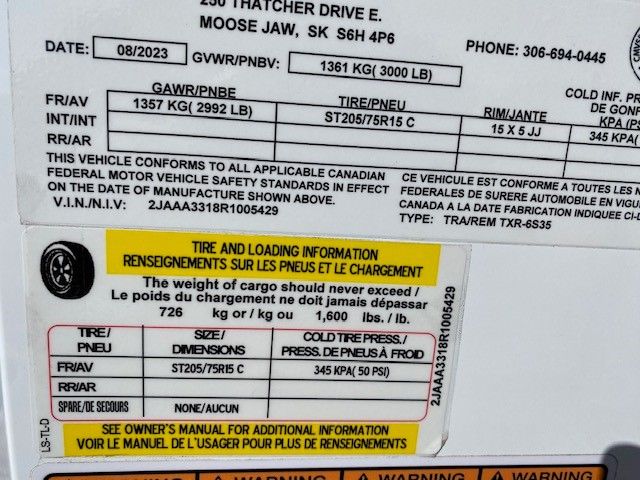 250 THATCHER DRIVE E.
MOOSE JAW, SK S6H 4P6
PHONE: 306-694-0445
DATE: 08/2023 GVWR/PNBV: 1361 KG( 3000 LB)
GAWR/PNBE TIRE/PNEU RIM/JANTE COLD INF. PR
DE GONF
KPA (PS
FR/AV 1357 KG( 2992 LB) ST205/75R15 C 15 X 5 JJ 345 KPA(
INT/INT
RR/AR
THIS VEHICLE CONFORMS TO ALL APPLICABLE CANADIAN
FEDERAL MOTOR VEHICLE SAFETY STANDARDS IN EFFECT
ON THE DATE OF MANUFACTURE SHOWN ABOVE.
V.I.N./N.I.V: 2JAAA3318R1005429
CE VEHICULE EST CONFORME A TOUTES LES N
FEDERALES DE SURERE AUTOMOBILE EN VIGU
CANADA A LA DATE FABRICATION INDIQUEE CI-D
TYPE: TRA/REM TXR-6S35
TIRE AND LOADING INFORMATION
RENSEIGNEMENTS SUR LES PNEUS ET LE CHARGEMENT
The weight of cargo should never exceed /
Le poids du chargement ne doit jamais dépassar
726 kg or / kg ou 1,600 lbs. / lb.
TIRE / PNEU SIZE / DIMENSIONS COLD TIRE PRESS. / PRESS. DE PNEUS À FROID
FR/AV ST205/75R15 C 345 KPA( 50 PSI)
RR/AR
SPARE/DE SECOURS NONE/AUCUN
SEE OWNER'S MANUAL FOR ADDITIONAL INFORMATION
VOIR LE MANUEL DE L'USAGER POUR PLUS DE RENSEIGNEMENTS
LS-TL-D
2JAAA3318R1005429
WARNING WARNING WARNING WARNING